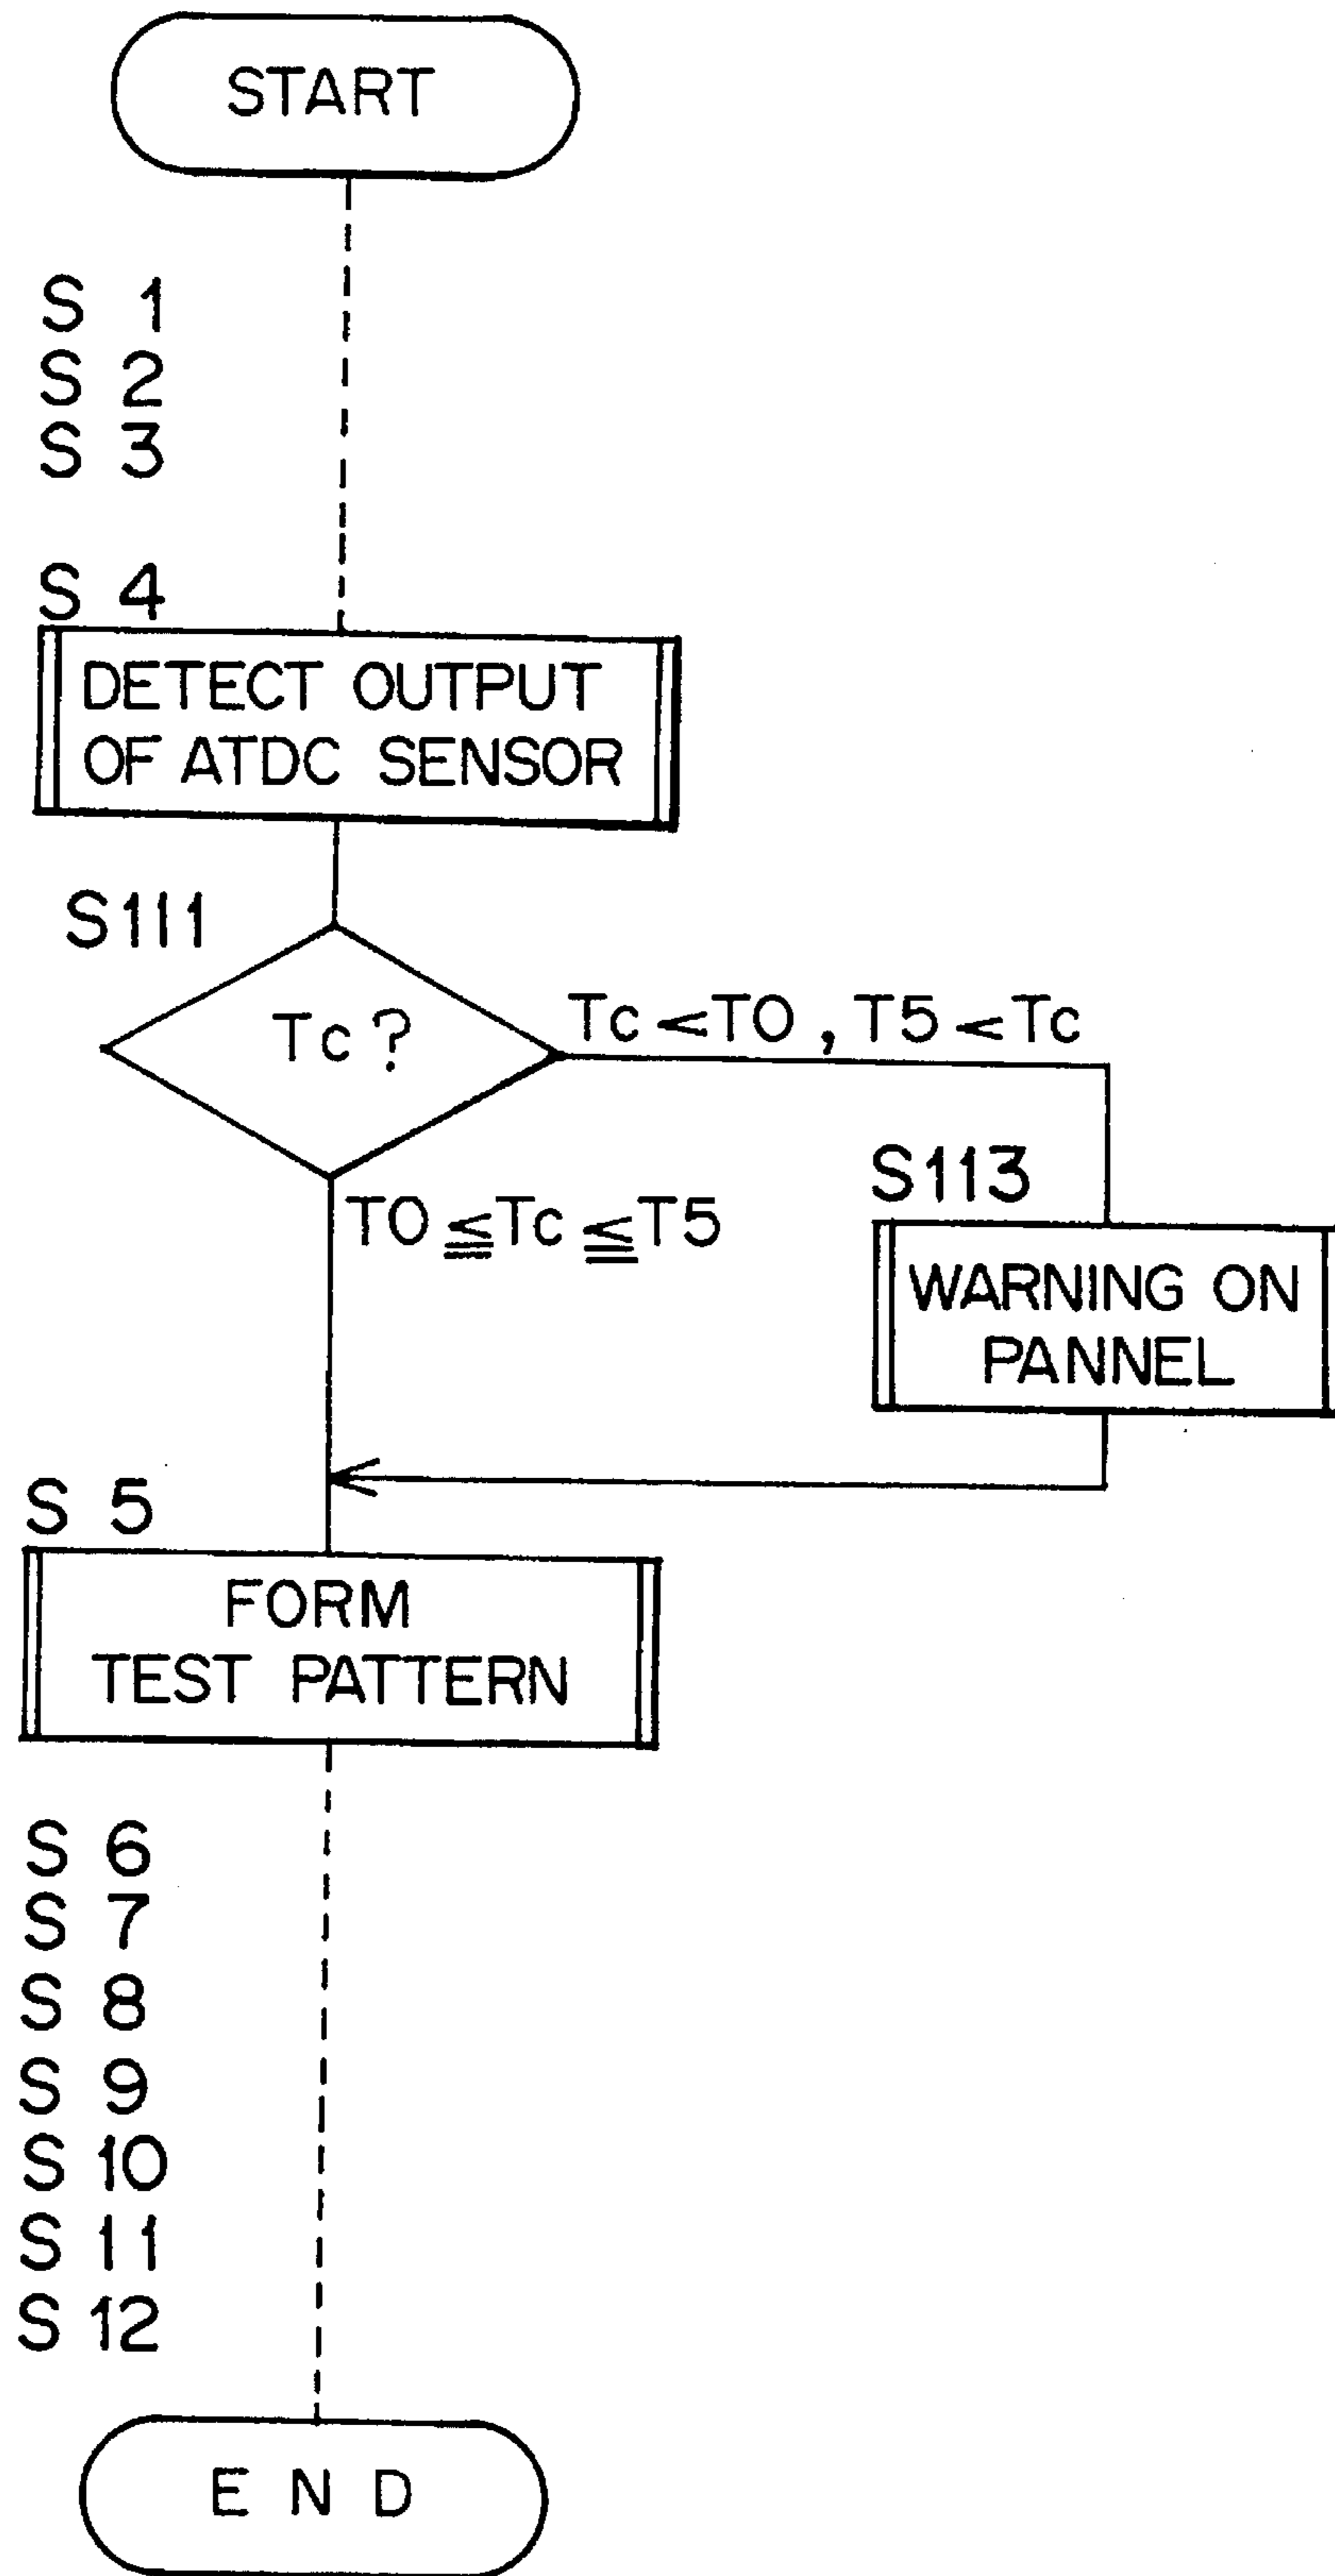 START
S 1
S 2
S 3
S 4
DETECT OUTPUT
OF ATDC SENSOR
S111
Tc?
Tc<T0, T5<Tc
T0≦Tc≦T5
S113
WARNING ON
PANNEL
S 5
FORM
TEST PATTERN
S 6
S 7
S 8
S 9
S 10
S 11
S 12
END